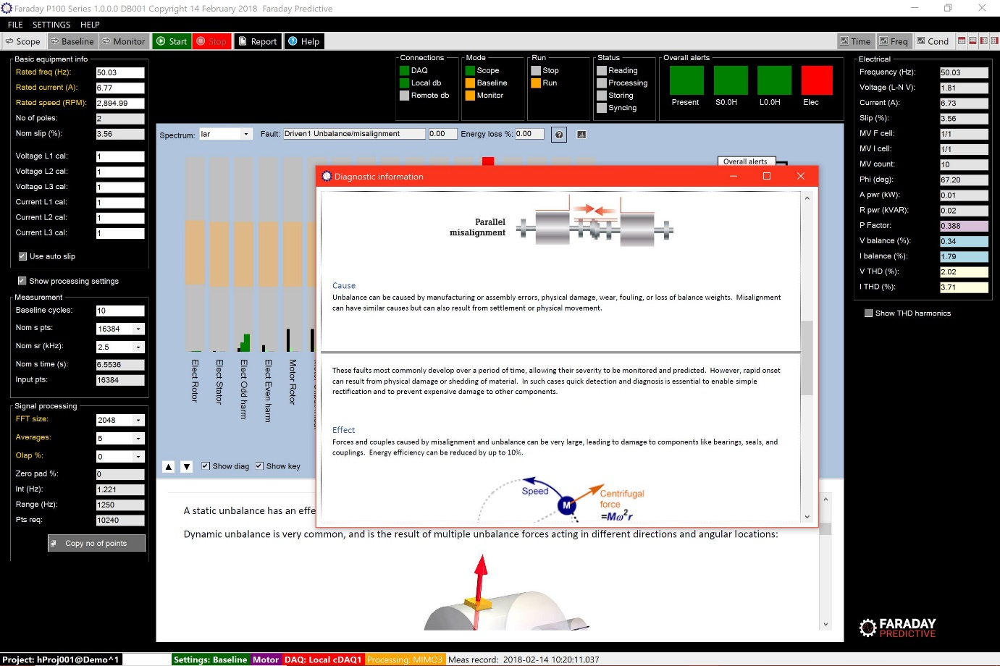 Faraday P100 Series 1.0.0.0 DB001 Copyright 14 February 2018 Faraday Predictive
FILE SETTINGS HELP
Scope Baseline Monitor Start Stop Report Help Time Freq Cond
Basic equipment info
Rated freq (Hz): 50.03
Rated current (A): 6.77
Rated speed (RPM): 2,894.99
No of poles: 2
Nom slip (%): 3.56
Voltage L1 cal: 1
Voltage L2 cal: 1
Voltage L3 cal: 1
Current L1 cal: 1
Current L2 cal: 1
Current L3 cal: 1
Use auto slip
Show processing settings
Measurement
Baseline cycles: 10
Nom s pts: 16384
Nom sr (kHz): 2.5
Nom s time (s): 6.5536
Input pts: 16384
Signal processing
FFT size: 2048
Averages: 5
Olap %: 0
Zero pad %: 0
Int (Hz): 1.221
Range (Hz): 1250
Pts req: 10240
Copy no of points
Connections
DAQ
Local db
Remote db
Mode
Scope
Baseline
Monitor
Run
Stop
Run
Status
Reading
Processing
Storing
Syncing
Overall alerts
Present S0.0H L0.0H Elec
Spectrum: Iar Fault: Driven1 Unbalance/misalignment 0.00 Energy loss %: 0.00
Overall alerts
Elect Rotor
Elect Stator
Elect Odd harm
Elect Even harm
Motor Rotor
Show diag Show key
Diagnostic information
Parallel
misalignment
Cause
Unbalance can be caused by manufacturing or assembly errors, physical damage, wear, fouling, or loss of balance weights. Misalignment
can have similar causes but can also result from settlement or physical movement.
These faults most commonly develop over a period of time, allowing their severity to be monitored and predicted. However, rapid onset
can result from physical damage or shedding of material. In such cases quick detection and diagnosis is essential to enable simple
rectification and to prevent expensive damage to other components.
Effect
Forces and couples caused by misalignment and unbalance can be very large, leading to damage to components like bearings, seals, and
couplings. Energy efficiency can be reduced by up to 10%.
Speed
M
Centrifugal
force
=Mω²r
A static unbalance has an effe
Dynamic unbalance is very common, and is the result of multiple unbalance forces acting in different directions and angular locations:
Electrical
Frequency (Hz): 50.03
Voltage (L-N V): 1.81
Current (A): 6.73
Slip (%): 3.56
MV F cell: 1/1
MV I cell: 1/1
MV count: 10
Phi (deg): 67.20
A pwr (kW): 0.01
R pwr (kVAR): 0.02
P Factor: 0.388
V balance (%): 0.34
I balance (%): 1.79
V THD (%): 2.02
I THD (%): 3.71
Show THD harmonics
FARADAY
PREDICTIVE
Project: hProj001@Demo^1 Settings: Baseline Motor DAQ: Local cDAQ1 Processing: MIMO3 Meas record: 2018-02-14 10:20:11.037